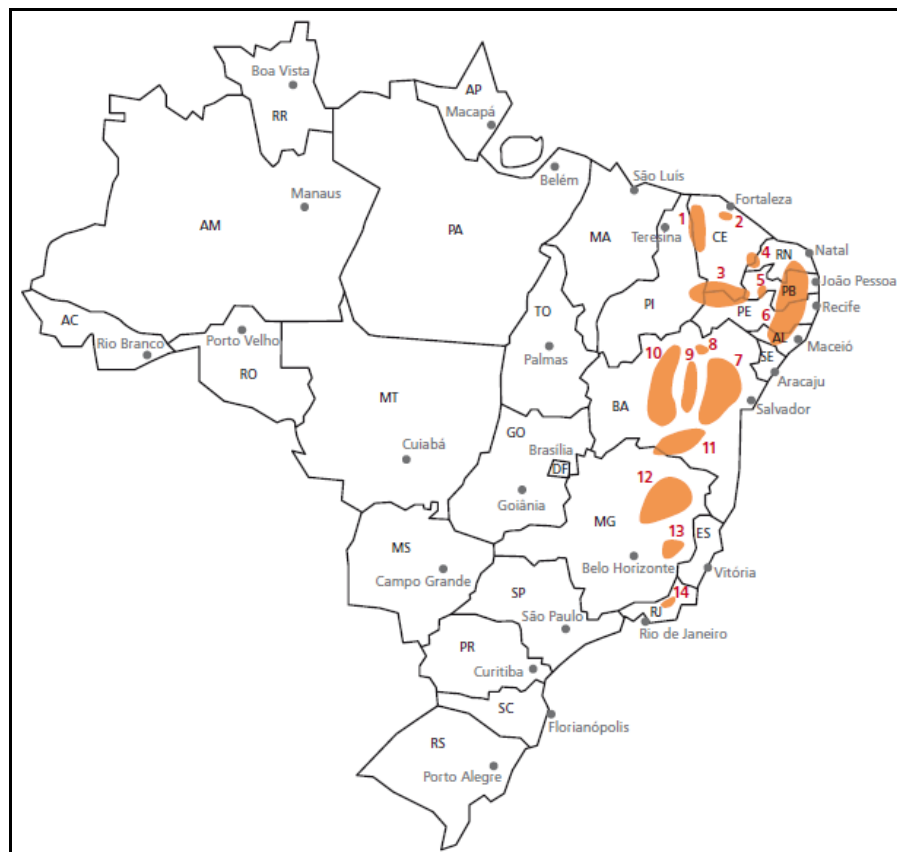 Boa Vista
RR
AP
Macapá
Belém
São Luís
Fortaleza
Manaus
AM
PA
MA
1
2
Teresina
CE
4
RN
Natal
3
5
PB
João Pessoa
PI
PE
6
Recife
TO
AC
Rio Branco
Porto Velho
RO
Palmas
AL
Maceió
10
9
8
7
SE
Aracaju
MT
BA
Salvador
GO
Brasília
DF
11
Cuiabá
Goiânia
12
MG
13
ES
MS
Campo Grande
Belo Horizonte
Vitória
SP
14
RJ
São Paulo
Rio de Janeiro
PR
Curitiba
SC
Florianópolis
RS
Porto Alegre